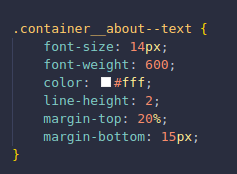 .container__about--text {
font-size: 14px;
font-weight: 600;
color: #fff;
line-height: 2;
margin-top: 20%;
margin-bottom: 15px;
}